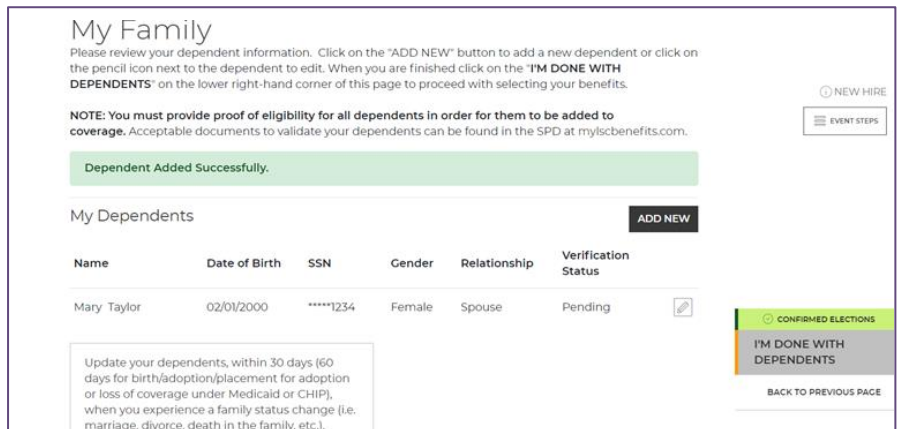 My Family
Please review your dependent information. Click on the "ADD NEW" button to add a new dependent or click on
the pencil icon next to the dependent to edit. When you are finished click on the "I'M DONE WITH
DEPENDENTS" on the lower right-hand corner of this page to proceed with selecting your benefits.
NEW HIRE
NOTE: You must provide proof of eligibility for all dependents in order for them to be added to
coverage. Acceptable documents to validate your dependents can be found in the SPD at mylscbenefits.com.
EVENT STEPS
Dependent Added Successfully.
My Dependents
ADD NEW
Name Date of Birth SSN Gender Relationship Verification Status
Mary Taylor 02/01/2000 *****1234 Female Spouse Pending
CONFIRMED ELECTIONS
I'M DONE WITH
DEPENDENTS
BACK TO PREVIOUS PAGE
Update your dependents, within 30 days (60
days for birth/adoption/placement for adoption
or loss of coverage under Medicaid or CHIP),
when you experience a family status change (i.e.
marriage, divorce, death in the family, etc.).